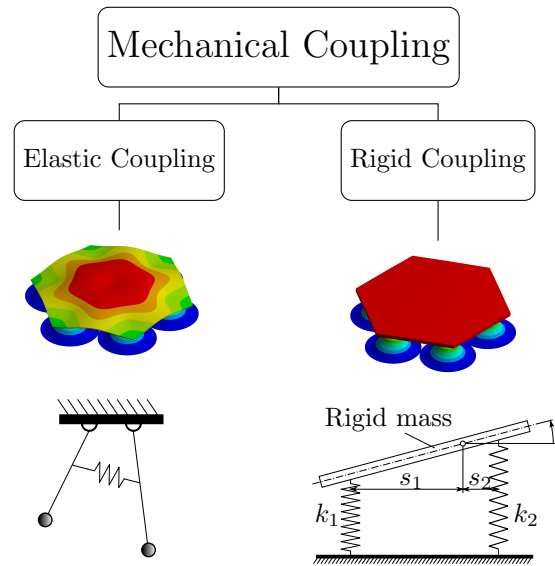 Mechanical Coupling
Elastic Coupling
Rigid Coupling
Rigid mass
s₁
s₂
k₁
k₂